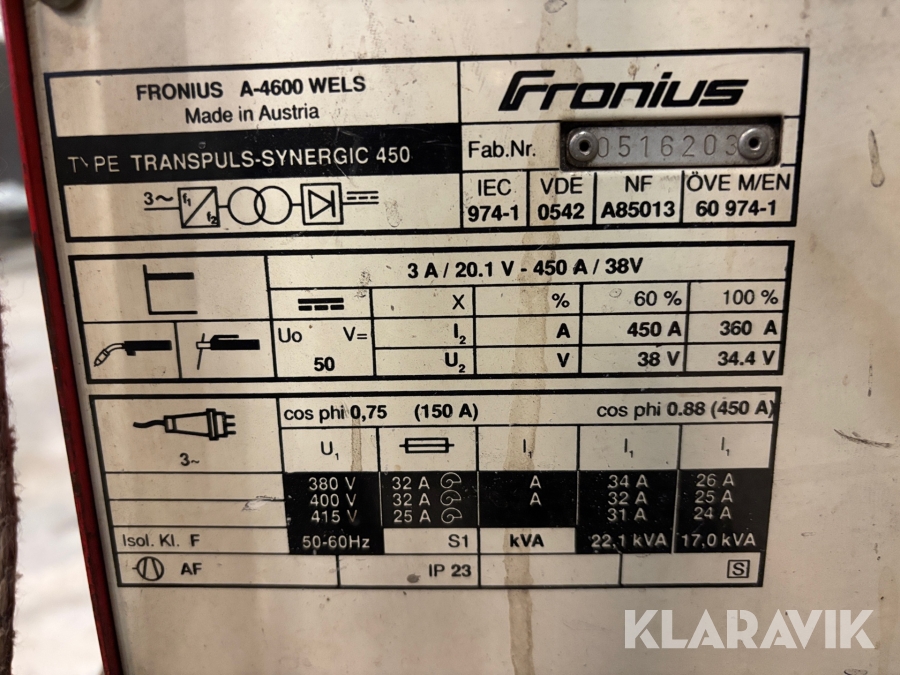 FRONIUS A-4600 WELS
Made in Austria
Fronius
TYPE TRANSPULS-SYNERGIC 450
Fab.Nr. 0516203
3~ f₁ f₂
IEC 974-1
VDE 0542
NF A85013
ÖVE M/EN 60 974-1
3 A / 20.1 V - 450 A / 38V
X % 60 % 100 %
Uo V= 50
I₂ A 450 A 360 A
U₂ V 38 V 34.4 V
cos phi 0,75 (150 A) cos phi 0.88 (450 A)
3~
U₁ I₁ I₁ I₁
380 V 32 A A 34 A 26 A
400 V 32 A A 32 A 25 A
415 V 25 A 31 A 24 A
Isol. Kl. F 50-60Hz S1 kVA 22,1 kVA 17,0 kVA
AF IP 23 S
KLARAVIK